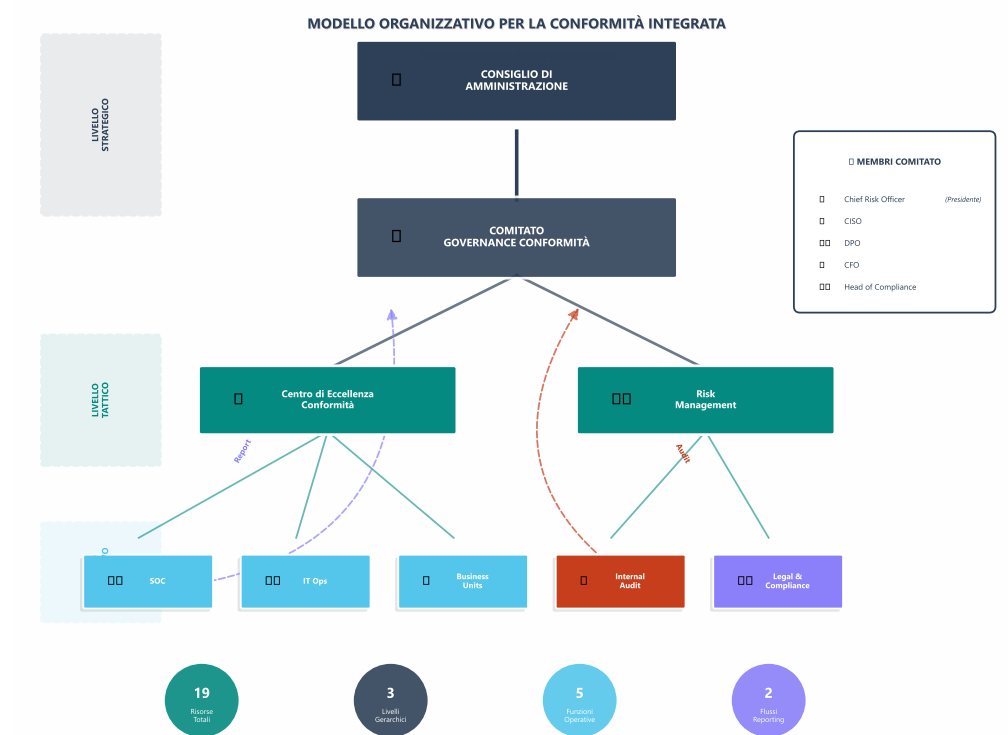 MODELLO ORGANIZZATIVO PER LA CONFORMITÀ INTEGRATA
LIVELLO
STRATEGICO
CONSIGLIO DI
AMMINISTRAZIONE
MEMBRI COMITATO
Chief Risk Officer (Presidente)
CISO
DPO
CFO
Head of Compliance
COMITATO
GOVERNANCE CONFORMITÀ
LIVELLO
TATTICO
Centro di Eccellenza
Conformità
Risk
Management
Report
Audit
SOC
IT Ops
Business
Units
Internal
Audit
Legal &
Compliance
19
Risorse
Totali
3
Livelli
Gerarchici
5
Funzioni
Operative
2
Flussi
Reporting